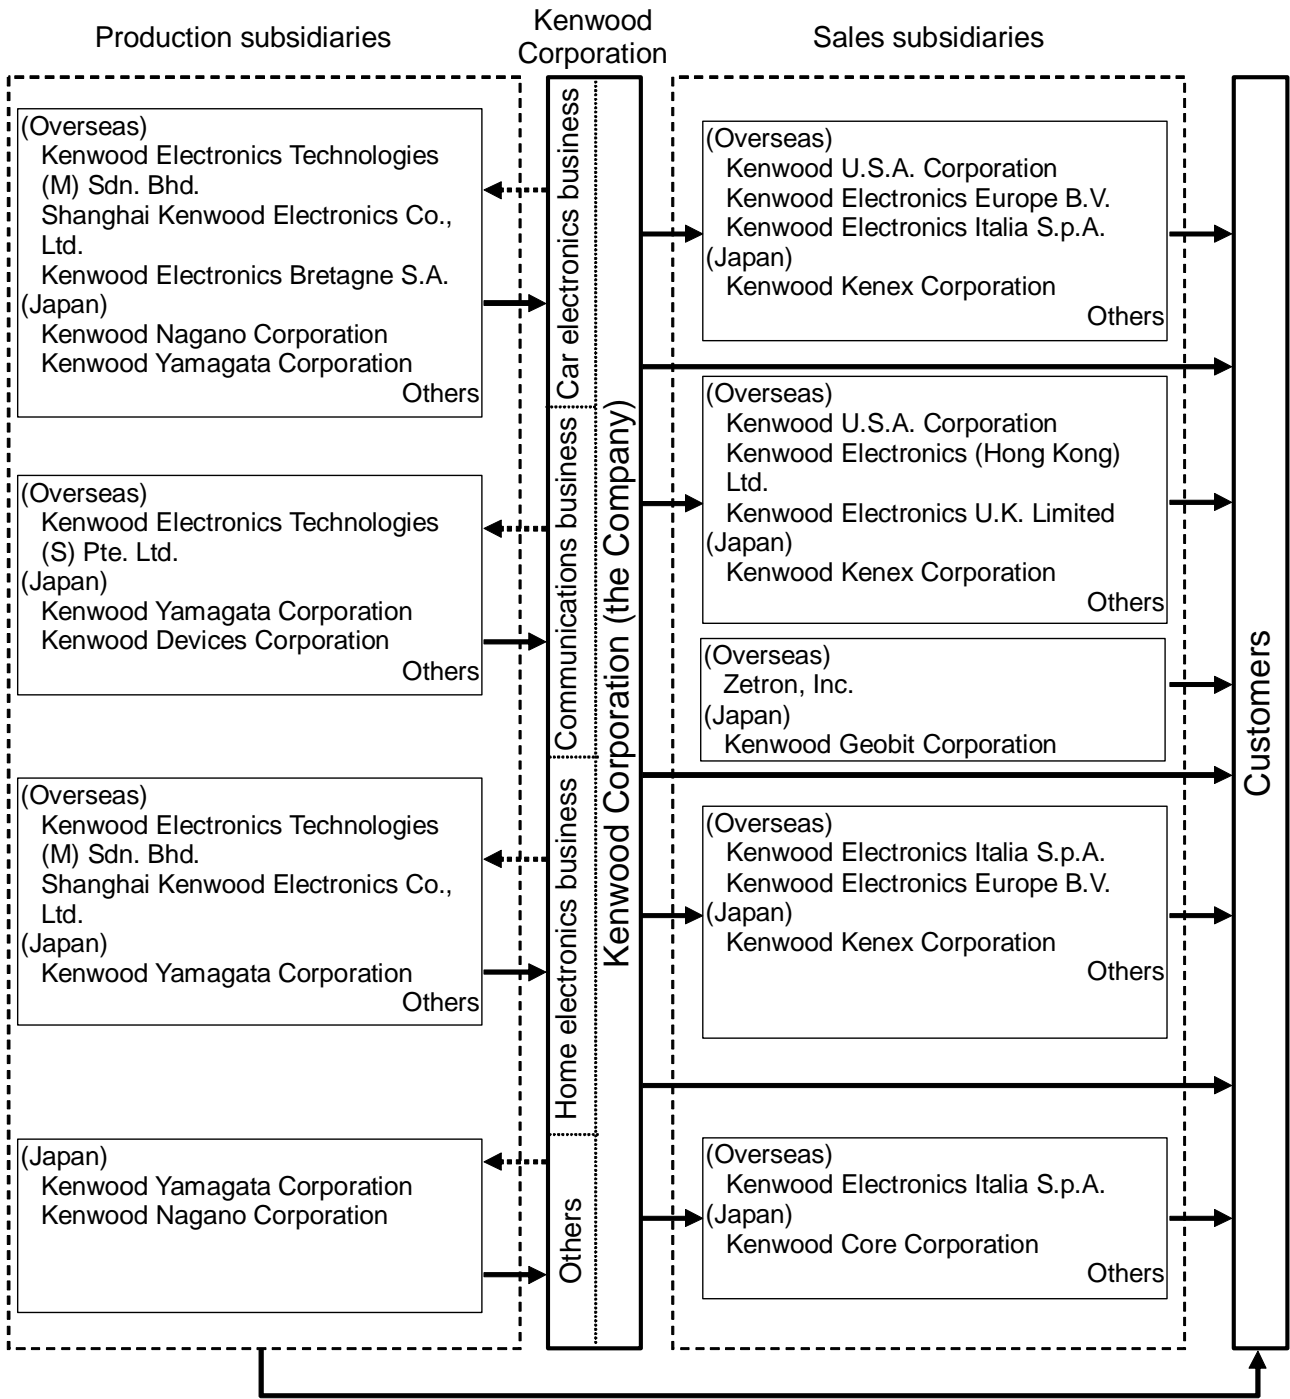 Production subsidiaries
Kenwood
Corporation
Sales subsidiaries
(Overseas)
Kenwood Electronics Technologies
(M) Sdn. Bhd.
Shanghai Kenwood Electronics Co.,
Ltd.
Kenwood Electronics Bretagne S.A.
(Japan)
Kenwood Nagano Corporation
Kenwood Yamagata Corporation
Others
(Overseas)
Kenwood Electronics Technologies
(S) Pte. Ltd.
(Japan)
Kenwood Yamagata Corporation
Kenwood Devices Corporation
Others
(Overseas)
Kenwood Electronics Technologies
(M) Sdn. Bhd.
Shanghai Kenwood Electronics Co.,
Ltd.
(Japan)
Kenwood Yamagata Corporation
Others
(Japan)
Kenwood Yamagata Corporation
Kenwood Nagano Corporation
Car electronics business
Communications business
Home electronics business
Others
Kenwood Corporation (the Company)
(Overseas)
Kenwood U.S.A. Corporation
Kenwood Electronics Europe B.V.
Kenwood Electronics Italia S.p.A.
(Japan)
Kenwood Kenex Corporation
Others
(Overseas)
Kenwood U.S.A. Corporation
Kenwood Electronics (Hong Kong)
Ltd.
Kenwood Electronics U.K. Limited
(Japan)
Kenwood Kenex Corporation
Others
(Overseas)
Zetron, Inc.
(Japan)
Kenwood Geobit Corporation
(Overseas)
Kenwood Electronics Italia S.p.A.
Kenwood Electronics Europe B.V.
(Japan)
Kenwood Kenex Corporation
Others
(Overseas)
Kenwood Electronics Italia S.p.A.
(Japan)
Kenwood Core Corporation
Others
Customers